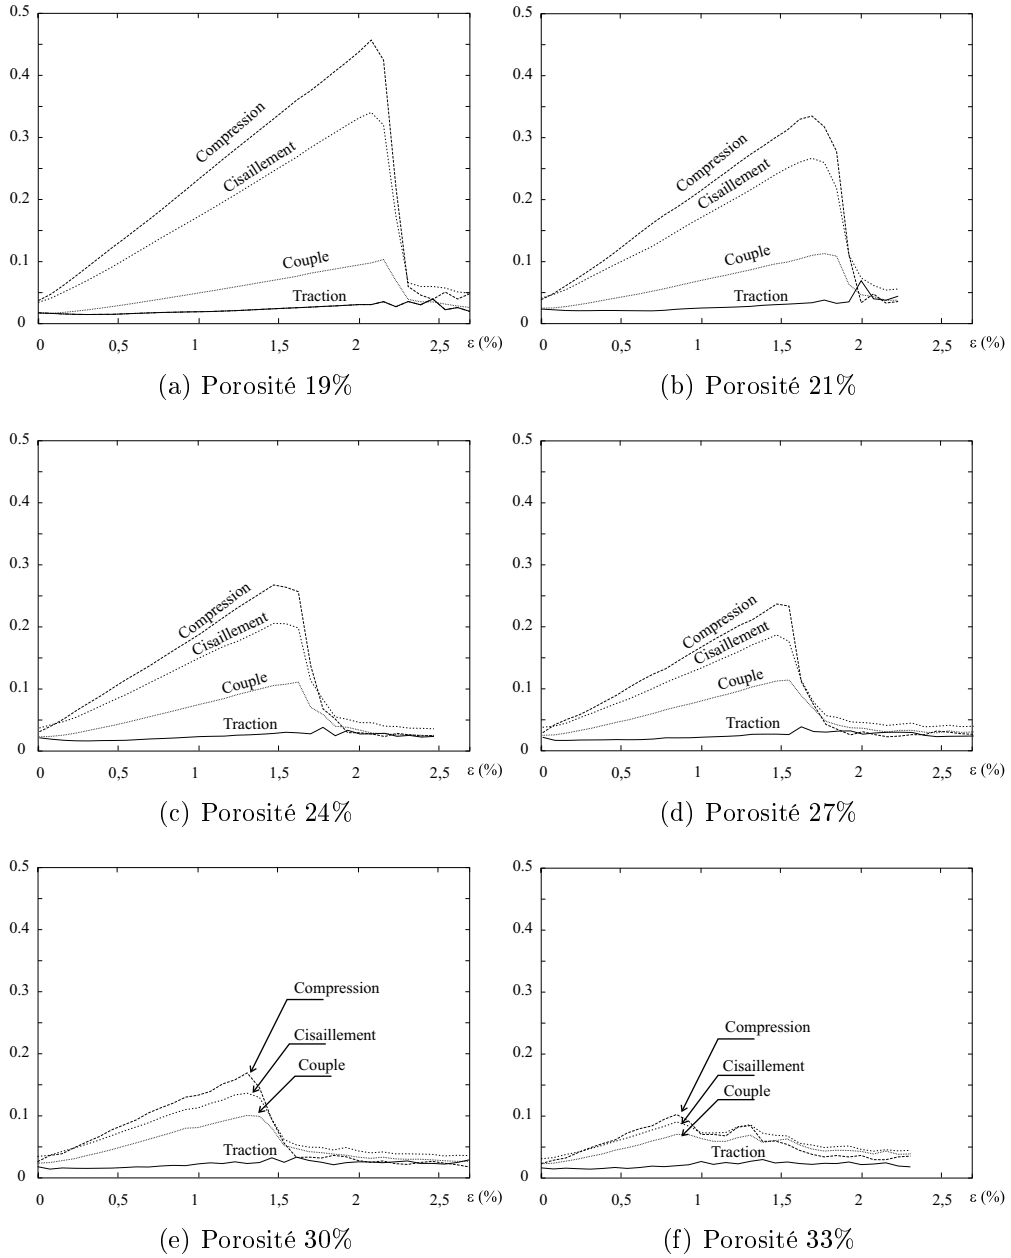 0.5
0.4
0.3
0.2
0.1
0
Compression
Cisaillement
Couple
Traction
0 0,5 1 1,5 2 2,5 ε (%)
(a) Porosité 19%
0.5
0.4
0.3
0.2
0.1
0
Compression
Cisaillement
Couple
Traction
0 0,5 1 1,5 2 2,5 ε (%)
(b) Porosité 21%
0.5
0.4
0.3
0.2
0.1
0
Compression
Cisaillement
Couple
Traction
0 0,5 1 1,5 2 2,5 ε (%)
(c) Porosité 24%
0.5
0.4
0.3
0.2
0.1
0
Compression
Cisaillement
Couple
Traction
0 0,5 1 1,5 2 2,5 ε (%)
(d) Porosité 27%
0.5
0.4
0.3
0.2
0.1
0
Compression
Cisaillement
Couple
Traction
0 0,5 1 1,5 2 2,5 ε (%)
(e) Porosité 30%
0.5
0.4
0.3
0.2
0.1
0
Compression
Cisaillement
Couple
Traction
0 0,5 1 1,5 2 2,5 ε (%)
(f) Porosité 33%